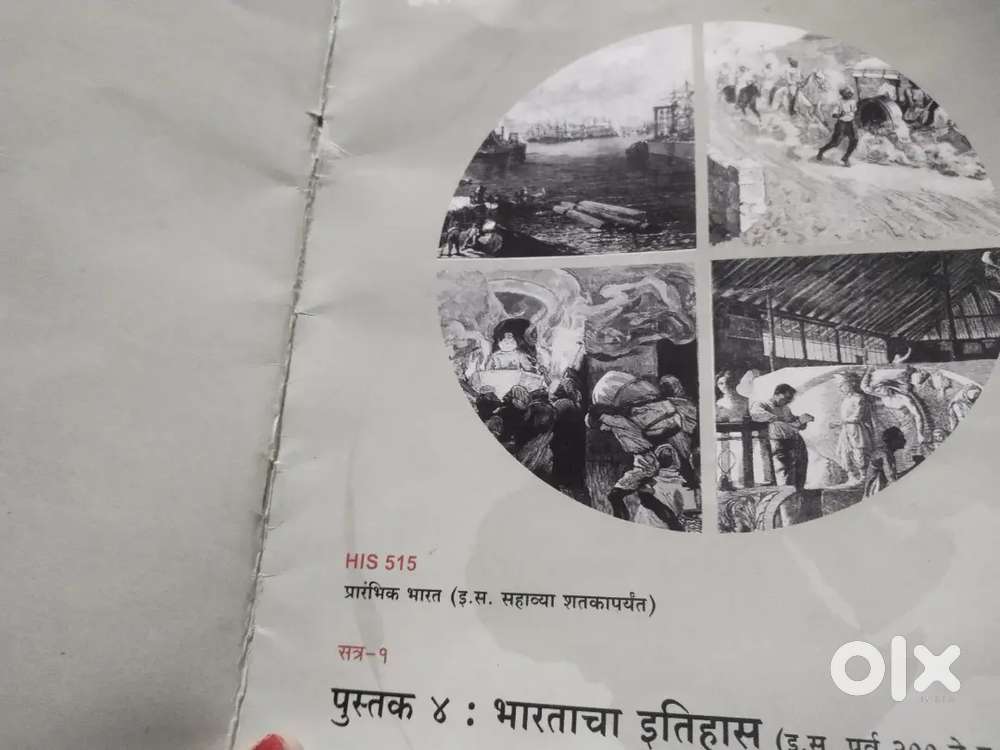 HIS 515
प्रारंभिक भारत (इ.स. सहाव्या शतकापर्यंत)
सत्र-१
पुस्तक ४ : भारताचा इतिहास (इ.स. पूर्व
olx